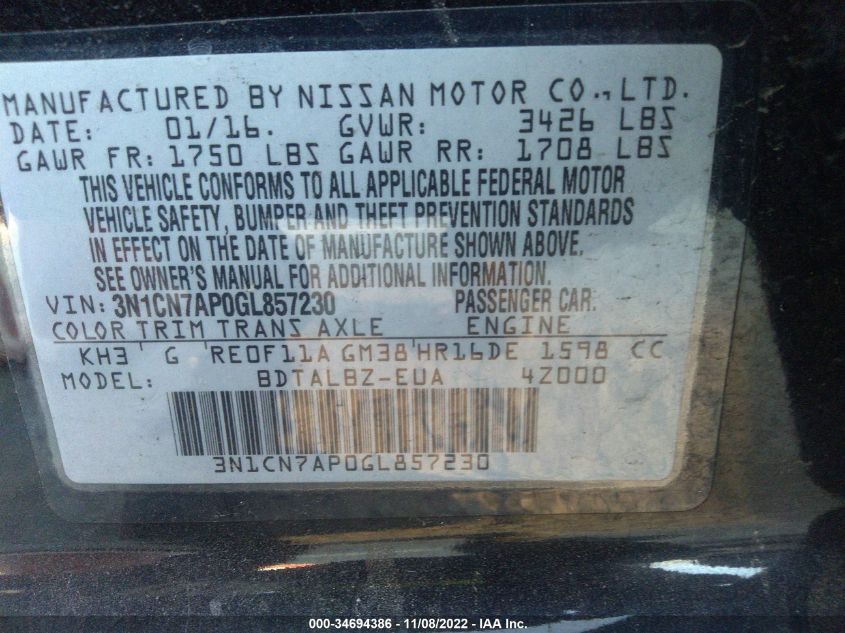 MANUFACTURED BY NISSAN MOTOR CO., LTD.
DATE: 01/16. GVWR: 3426 LBS
GAWR FR: 1750 LBS GAWR RR: 1708 LBS
THIS VEHICLE CONFORMS TO ALL APPLICABLE FEDERAL MOTOR
VEHICLE SAFETY, BUMPER AND THEFT PREVENTION STANDARDS
IN EFFECT ON THE DATE OF MANUFACTURE SHOWN ABOVE.
SEE OWNER'S MANUAL FOR ADDITIONAL INFORMATION.
VIN: 3N1CN7AP0GL857230 PASSENGER CAR.
COLOR TRIM TRANS AXLE ENGINE
KH3 G RE0F11A GM38 HR16DE 1598 CC
MODEL: BDTALBZ-EUA 4Z000
3N1CN7AP0GL857230
000-34694386 - 11/08/2022 - IAA Inc.